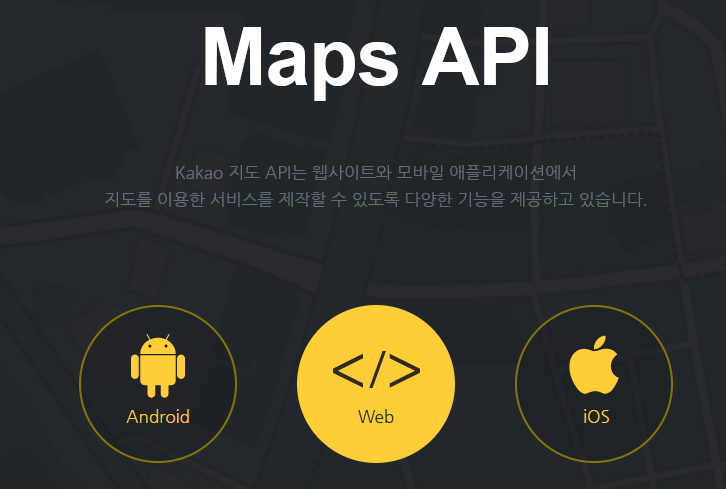 Maps API
Kakao 지도 API는 웹사이트와 모바일 애플리케이션에서
지도를 이용한 서비스를 제작할 수 있도록 다양한 기능을 제공하고 있습니다.
</>
Android Web iOS